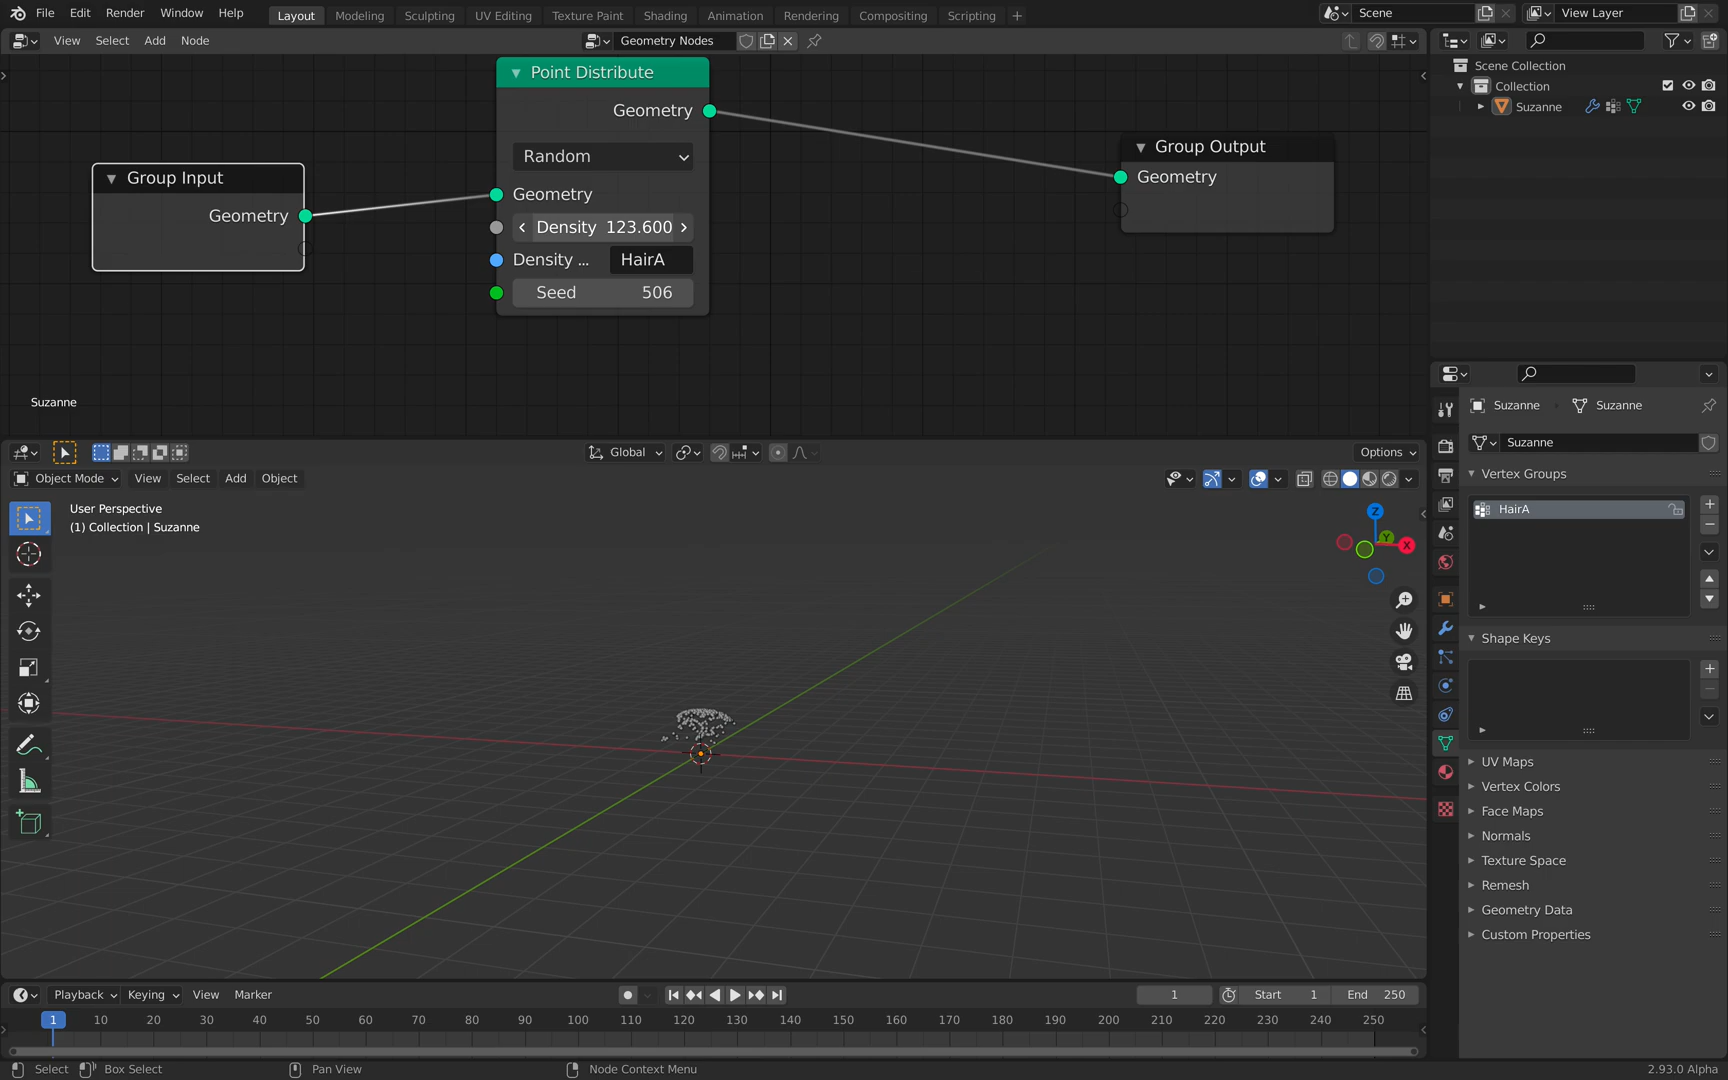 File Edit Render Window Help Layout Modeling Sculpting UV Editing Texture Paint Shading Animation Rendering Compositing Scripting + Scene View Layer
View Select Add Node Geometry Nodes
Scene Collection
Collection
Suzanne
Point Distribute
Geometry
Random
Geometry
Density 123.600
Density ... HairA
Seed 506
Group Input
Geometry
Group Output
Geometry
Suzanne
Suzanne Suzanne
Suzanne
Vertex Groups
HairA
Shape Keys
UV Maps
Vertex Colors
Face Maps
Normals
Texture Space
Remesh
Geometry Data
Custom Properties
Global Options
Object Mode View Select Add Object
User Perspective
(1) Collection | Suzanne
Z
Y
X
Playback Keying View Marker 1 Start 1 End 250
1 10 20 30 40 50 60 70 80 90 100 110 120 130 140 150 160 170 180 190 200 210 220 230 240 250
Select Box Select Pan View Node Context Menu 2.93.0 Alpha